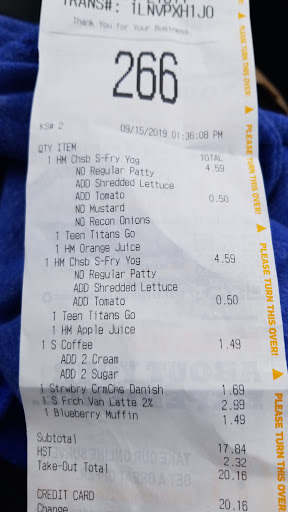 TRANS#: 1LNVPXH1JO
Thank You for Your Business
266
KS# 2
09/15/2019 01:36:08 PM
QTY ITEM TOTAL
1 HM Chsb S-Fry Yog 4.59
NO Regular Patty
ADD Shredded Lettuce
ADD Tomato 0.50
NO Mustard
NO Recon Onions
1 Teen Titans Go
1 HM Orange Juice
1 HM Chsb S-Fry Yog 4.59
NO Regular Patty
ADD Shredded Lettuce
ADD Tomato 0.50
1 Teen Titans Go
1 HM Apple Juice
1 S Coffee 1.49
ADD 2 Cream
ADD 2 Sugar
1 Strwbry CrmChs Danish 1.69
1 S Frch Van Latte 2% 2.99
1 Blueberry Muffin 1.49
Subtotal 17.84
HST 2.32
Take-Out Total 20.16
CREDIT CARD 20.16
Change
PLEASE TURN THIS OVER!
PLEASE TURN THIS OVER!
PLEASE TURN THIS OVER!
PLEASE TURN THIS OVER!